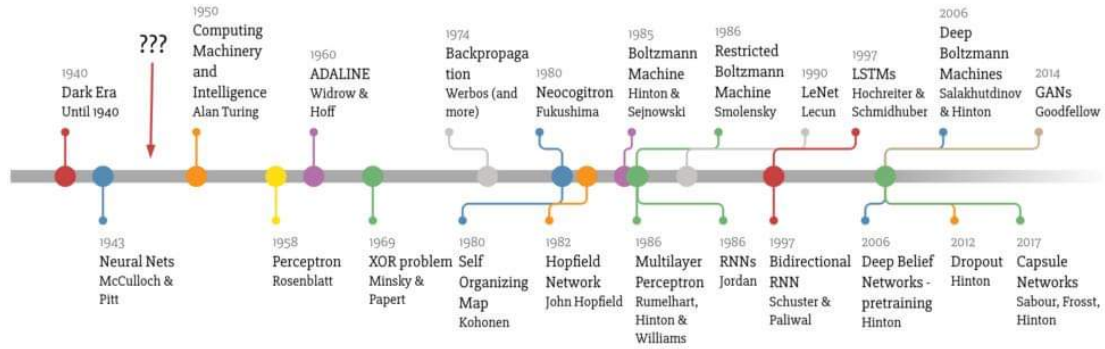 ???
1940
Dark Era
Until 1940
1950
Computing
Machinery
and
Intelligence
Alan Turing
1960
ADALINE
Widrow &
Hoff
1974
Backpropaga
tion
Werbos (and
more)
1980
Neocogitron
Fukushima
1985
Boltzmann
Machine
Hinton &
Sejnowski
1986
Restricted
Boltzmann
Machine
Smolensky
1990
LeNet
Lecun
1997
LSTMs
Hochreiter &
Schmidhuber
2006
Deep
Boltzmann
Machines
Salakhutdinov
& Hinton
2014
GANs
Goodfellow
1943
Neural Nets
McCulloch &
Pitt
1958
Perceptron
Rosenblatt
1969
XOR problem
Minsky &
Papert
1980
Self
Organizing
Map
Kohonen
1982
Hopfield
Network
John Hopfield
1986
Multilayer
Perceptron
Rumelhart,
Hinton &
Williams
1986
RNNs
Jordan
1997
Bidirectional
RNN
Schuster &
Paliwal
2006
Deep Belief
Networks -
pretraining
Hinton
2012
Dropout
Hinton
2017
Capsule
Networks
Sabour, Frosst,
Hinton